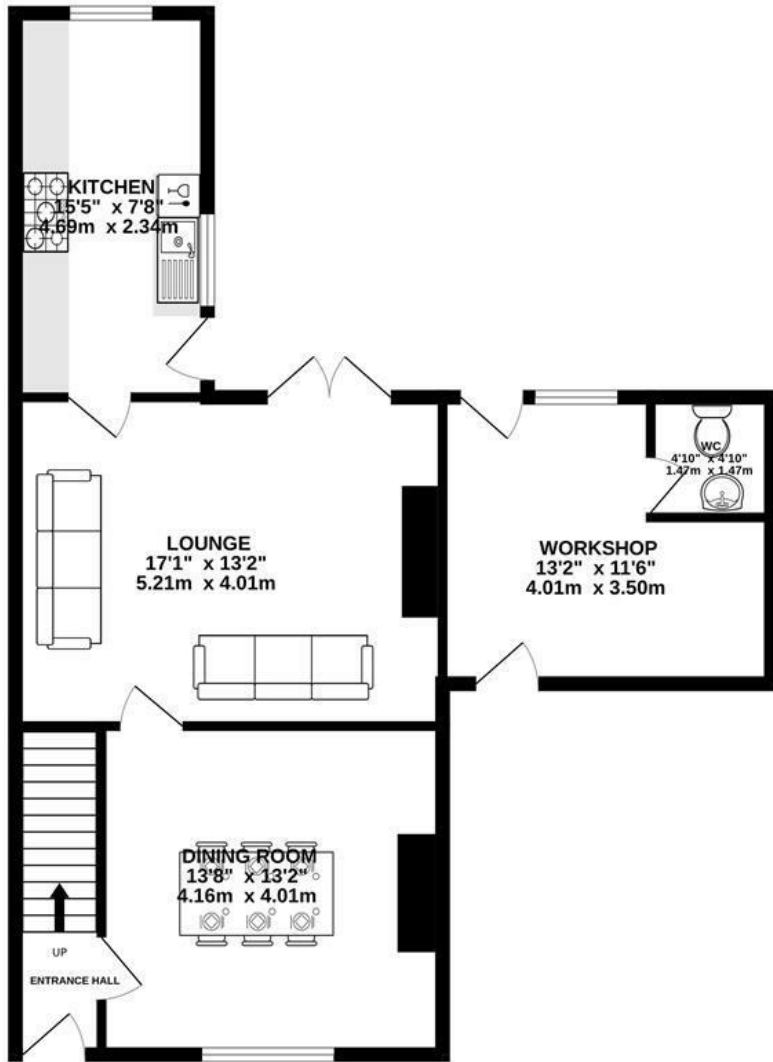 KITCHEN
15'5" x 7'8"
4.69m x 2.34m
WC
4'10" x 4'10"
1.47m x 1.47m
LOUNGE
17'1" x 13'2"
5.21m x 4.01m
WORKSHOP
13'2" x 11'6"
4.01m x 3.50m
DINING ROOM
13'8" x 13'2"
4.16m x 4.01m
UP
ENTRANCE HALL